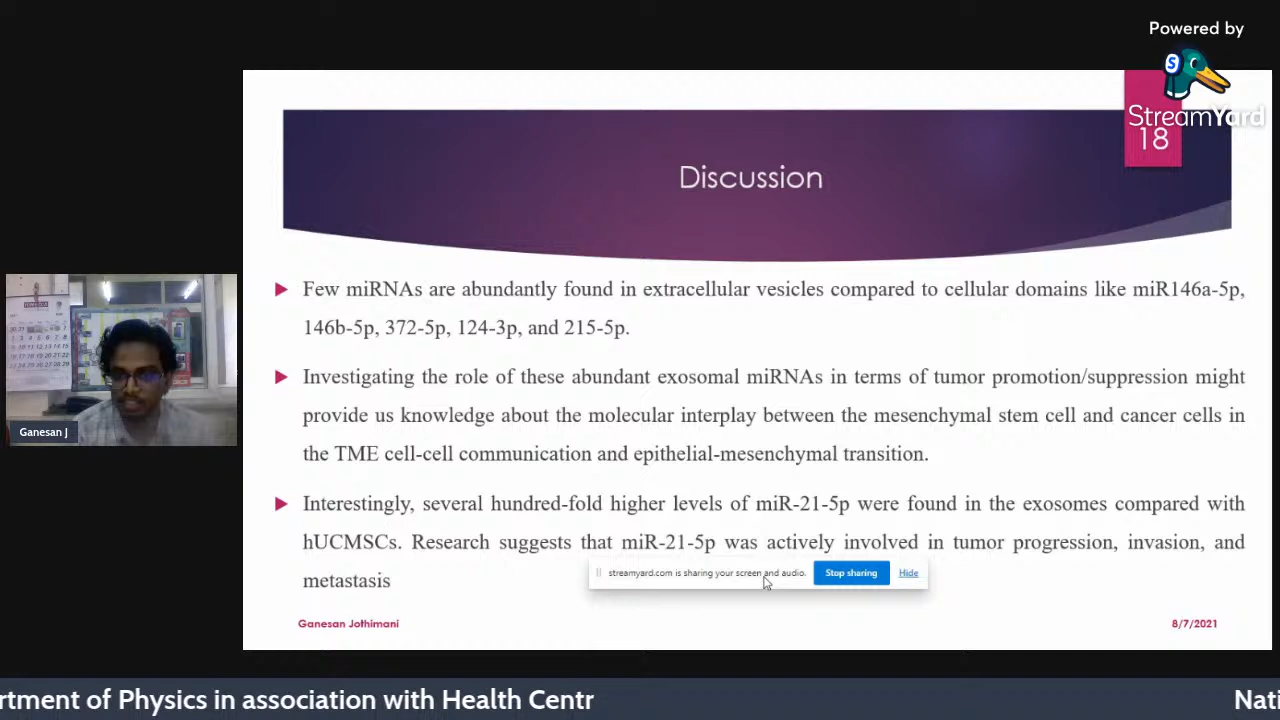 Powered by
StreamYard
18
Discussion
Few miRNAs are abundantly found in extracellular vesicles compared to cellular domains like miR146a-5p,
146b-5p, 372-5p, 124-3p, and 215-5p.
Investigating the role of these abundant exosomal miRNAs in terms of tumor promotion/suppression might
provide us knowledge about the molecular interplay between the mesenchymal stem cell and cancer cells in
the TME cell-cell communication and epithelial-mesenchymal transition.
Interestingly, several hundred-fold higher levels of miR-21-5p were found in the exosomes compared with
hUCMSCs. Research suggests that miR-21-5p was actively involved in tumor progression, invasion, and
metastasis
streamyard.com is sharing your screen and audio. Stop sharing Hide
Ganesan J
Ganesan Jothimani
8/7/2021
rtment of Physics in association with Health Centr
Nati